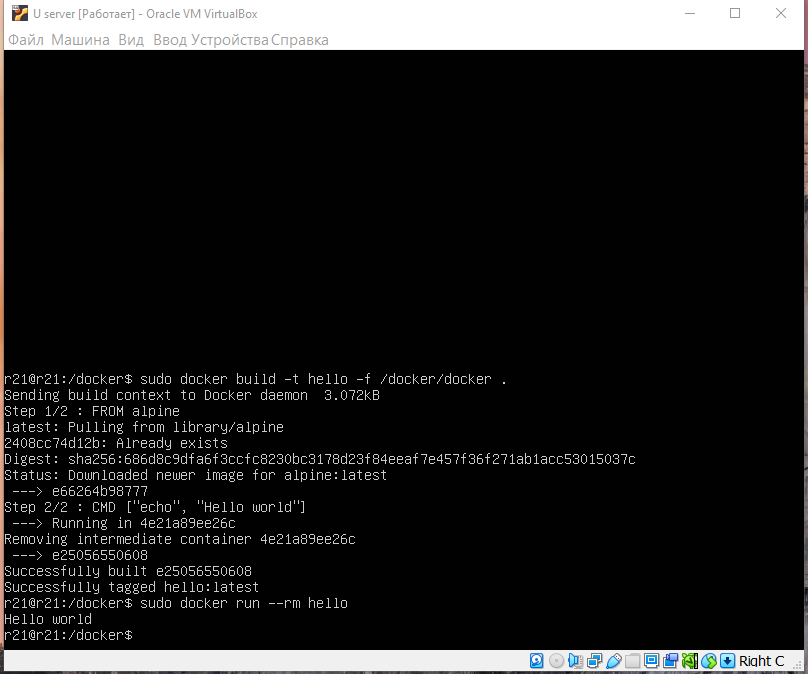 U server [Работает] - Oracle VM VirtualBox
Файл Машина Вид Ввод Устройства Справка
r21@r21:/docker$ sudo docker build -t hello -f /docker/docker .
Sending build context to Docker daemon  3.072kB
Step 1/2 : FROM alpine
latest: Pulling from library/alpine
2408cc74d12b: Already exists
Digest: sha256:686d8c9dfa6f3ccfc8230bc3178d23f84eeaf7e457f36f271ab1acc53015037c
Status: Downloaded newer image for alpine:latest
 ---> e66264b98777
Step 2/2 : CMD ["echo", "Hello world"]
 ---> Running in 4e21a89ee26c
Removing intermediate container 4e21a89ee26c
 ---> e25056550608
Successfully built e25056550608
Successfully tagged hello:latest
r21@r21:/docker$ sudo docker run --rm hello
Hello world
r21@r21:/docker$
Right C